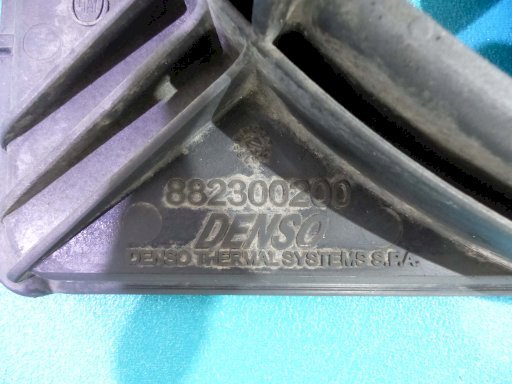 882300200
DENSO
DENSO THERMAL SYSTEMS S.P.A.